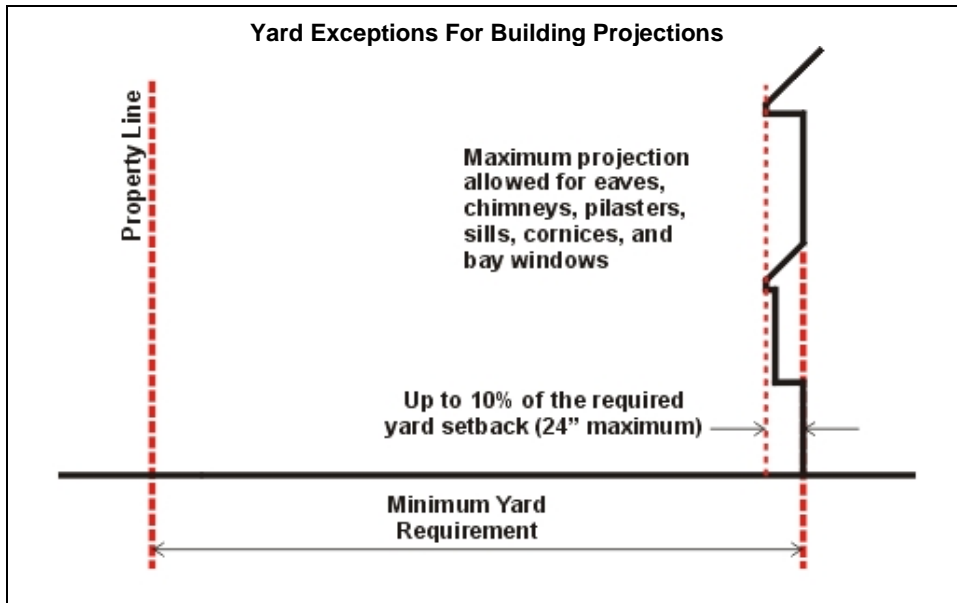 Yard Exceptions For Building Projections
Property Line
Maximum projection
allowed for eaves,
chimneys, pilasters,
sills, cornices, and
bay windows
Up to 10% of the required
yard setback (24” maximum)
Minimum Yard
Requirement